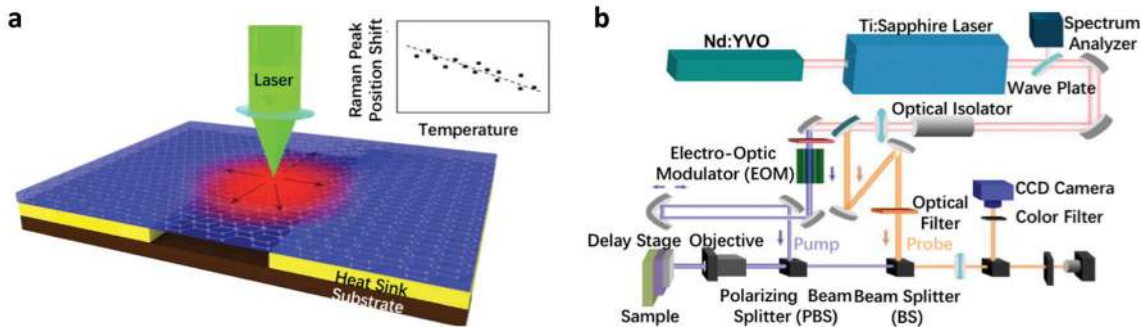 a
Laser
Raman Peak
Position Shift
Temperature
Heat Sink
Substrate
b
Nd:YVO
Ti:Sapphire Laser
Spectrum
Analyzer
Wave Plate
Optical Isolator
Electro-Optic
Modulator (EOM)
CCD Camera
Optical
Filter
Color Filter
Delay Stage
Objective
Pump
Probe
Sample
Polarizing Beam
Splitter (PBS)
Beam Splitter
(BS)